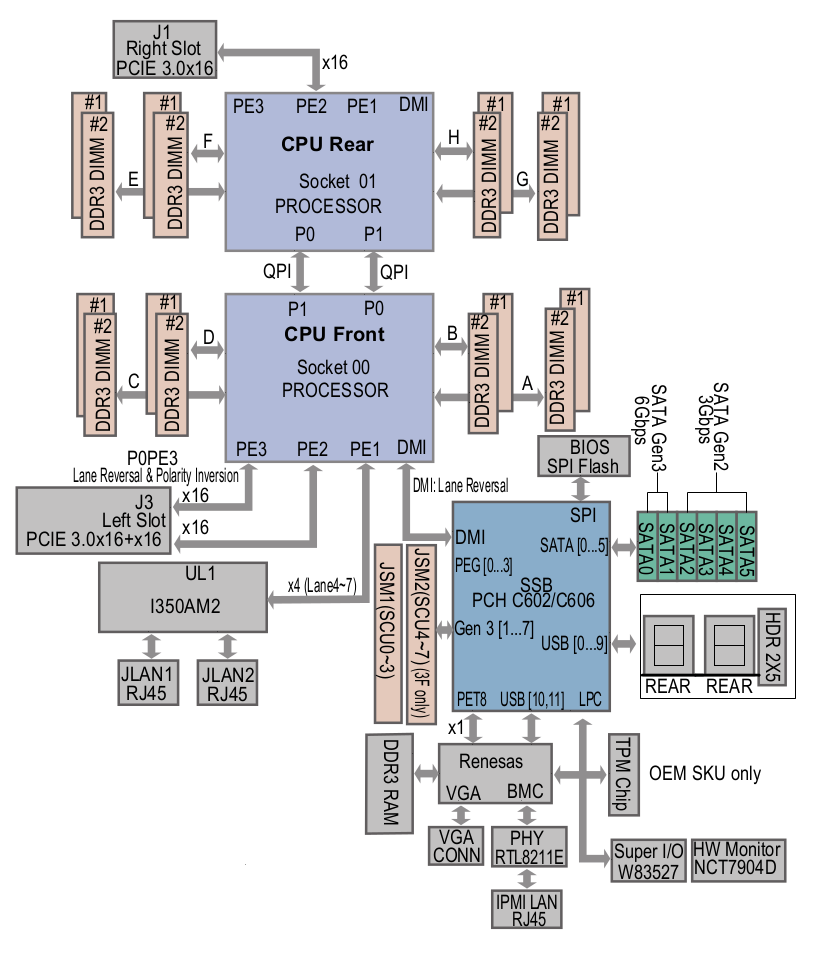 J1
Right Slot
PCIE 3.0x16
x16
#1
#2
DDR3 DIMM
#1
#2
DDR3 DIMM
E
F
PE3
PE2
PE1
DMI
CPU Rear
Socket 01
PROCESSOR
P0
P1
H
G
#1
#2
DDR3 DIMM
#1
#2
DDR3 DIMM
QPI
QPI
#1
#2
DDR3 DIMM
#1
#2
DDR3 DIMM
C
D
P1
P0
CPU Front
Socket 00
PROCESSOR
PE3
PE2
PE1
DMI
B
A
#1
#2
DDR3 DIMM
#1
#2
DDR3 DIMM
P0PE3
Lane Reversal & Polarity Inversion
x16
x16
J3
Left Slot
PCIE 3.0x16+x16
DMI: Lane Reversal
BIOS
SPI Flash
SATA Gen3
6Gbps
SATA Gen2
3Gbps
SATA0
SATA1
SATA2
SATA3
SATA4
SATA5
UL1
I350AM2
x4 (Lane4~7)
JLAN1
RJ45
JLAN2
RJ45
JSM1(SCU0~3)
JSM2(SCU4~7)(3F only)
SPI
DMI
SATA [0...5]
PEG [0...3]
SSB
PCH C602/C606
Gen 3 [1...7]
USB [0...9]
PET8
USB [10,11]
LPC
REAR
REAR
HDR 2X5
x1
DDR3 RAM
Renesas
VGA
BMC
TPM Chip
OEM SKU only
VGA
CONN
PHY
RTL8211E
IPMI LAN
RJ45
Super I/O
W83527
HW Monitor
NCT7904D